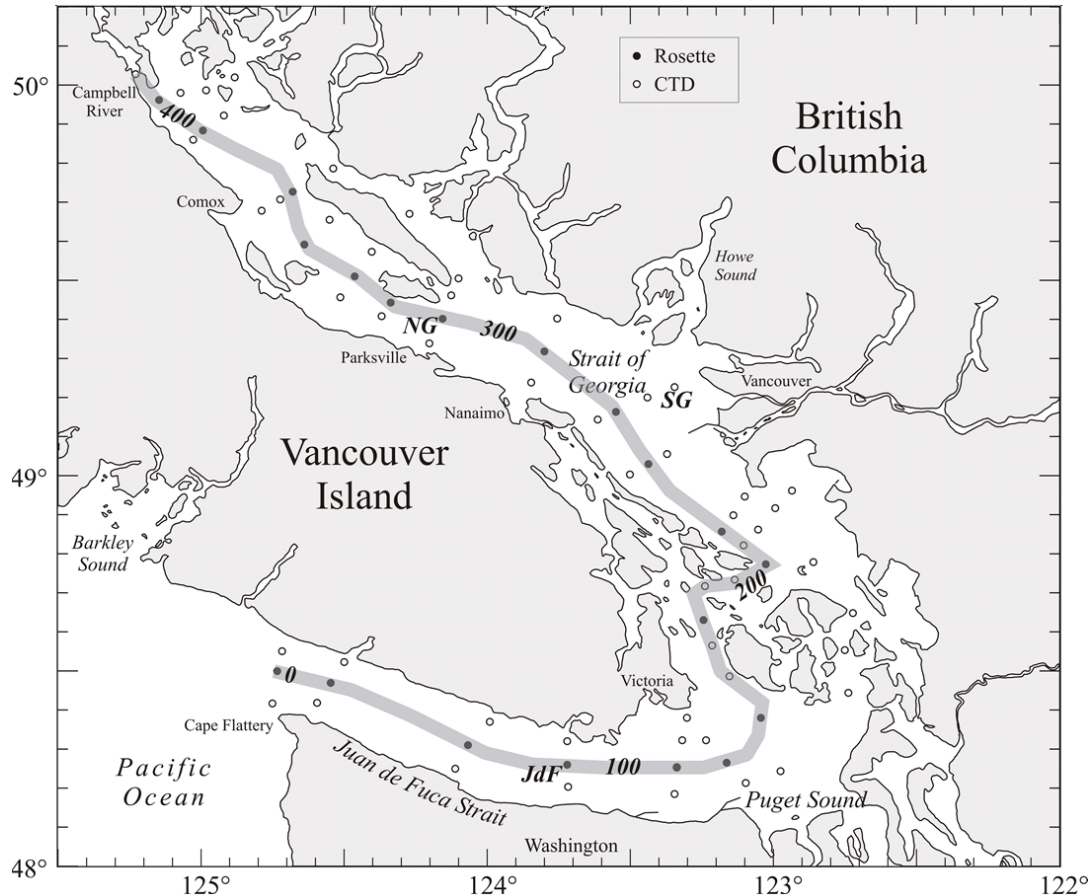 Rosette
CTD
50°
Campbell
River
400
British
Columbia
Comox
Howe
Sound
NG
300
Parksville
Strait of
Georgia
Vancouver
SG
Nanaimo
Vancouver
Island
49°
Barkley
Sound
200
Victoria
0
Cape Flattery
Pacific
Ocean
Juan de Fuca Strait
JdF
100
Puget Sound
Washington
48°
125°
124°
123°
122°